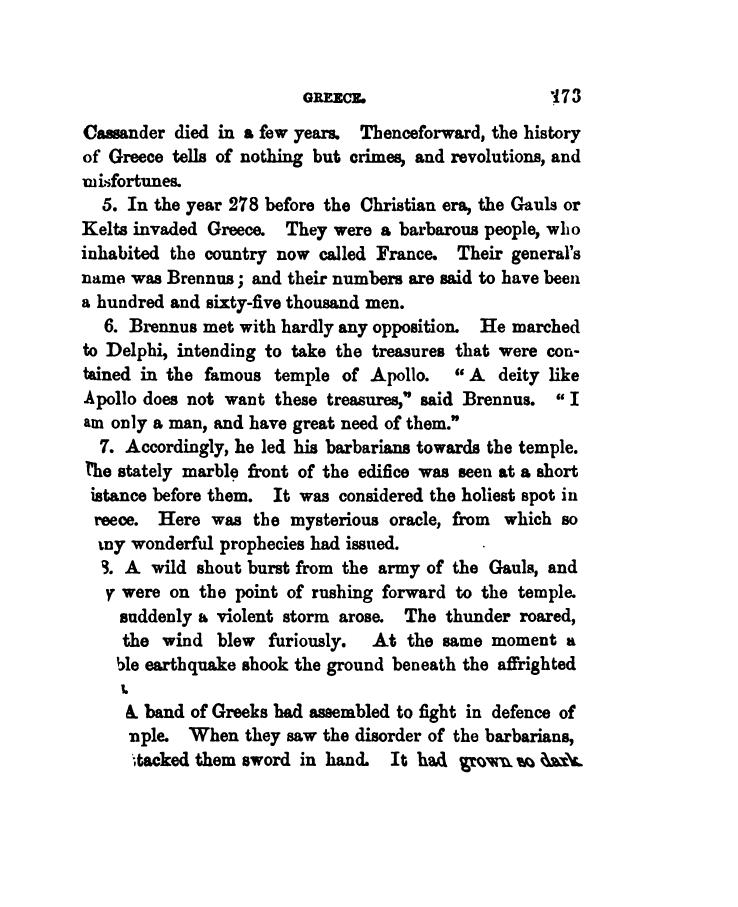 GREECE. 173
Cassander died in a few years. Thenceforward, the history
of Greece tells of nothing but crimes, and revolutions, and
misfortunes.
5. In the year 278 before the Christian era, the Gauls or
Kelts invaded Greece. They were a barbarous people, who
inhabited the country now called France. Their general's
name was Brennus; and their numbers are said to have been
a hundred and sixty-five thousand men.
6. Brennus met with hardly any opposition. He marched
to Delphi, intending to take the treasures that were con-
tained in the famous temple of Apollo. "A deity like
Apollo does not want these treasures," said Brennus. "I
am only a man, and have great need of them."
7. Accordingly, he led his barbarians towards the temple.
The stately marble front of the edifice was seen at a short
istance before them. It was considered the holiest spot in
reece. Here was the mysterious oracle, from which so
ny wonderful prophecies had issued.
8. A wild shout burst from the army of the Gauls, and
y were on the point of rushing forward to the temple.
suddenly a violent storm arose. The thunder roared,
the wind blew furiously. At the same moment a
ble earthquake shook the ground beneath the affrighted
A band of Greeks had assembled to fight in defence of
mple. When they saw the disorder of the barbarians,
tacked them sword in hand. It had grown so dark